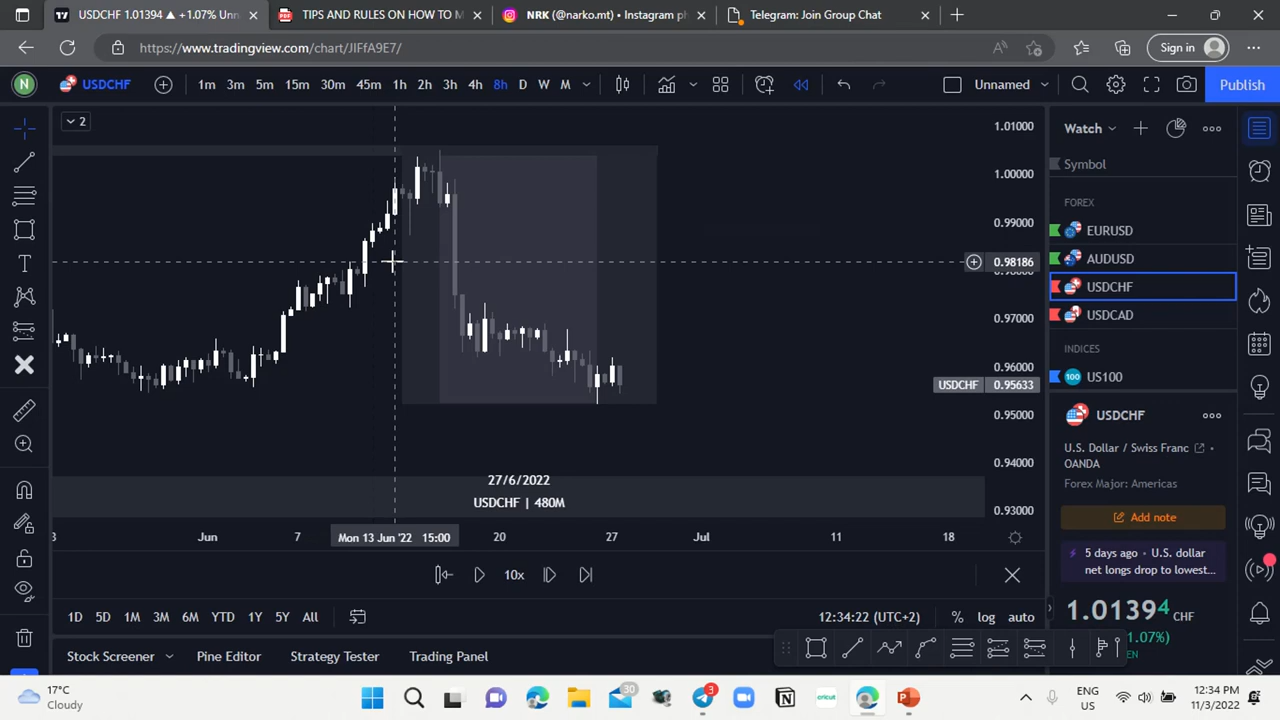 USDCHF 1.01394 ▲ +1.07% Unn
TIPS AND RULES ON HOW TO M
NRK (@narko.mt) • Instagram ph
Telegram: Join Group Chat
https://www.tradingview.com/chart/JIFfA9E7/
Sign in
N
USDCHF
1m 3m 5m 15m 30m 45m 1h 2h 3h 4h 8h D W M
Unnamed
Publish
2
Watch
Symbol
FOREX
EURUSD
AUDUSD
USDCHF
USDCAD
INDICES
100 US100
USDCHF
U.S. Dollar / Swiss Franc
OANDA
Forex Major: Americas
Add note
5 days ago • U.S. dollar
net longs drop to lowest...
1.01394 CHF
1.07%)
EN
1.01000
1.00000
0.99000
0.98186
0.97000
0.96000
USDCHF 0.95633
0.95000
0.94000
0.93000
27/6/2022
USDCHF | 480M
3 Jun 7 Mon 13 Jun '22 15:00 20 27 Jul 11 18
10x
1D 5D 1M 3M 6M YTD 1Y 5Y All
12:34:22 (UTC+2)
% log auto
Stock Screener
Pine Editor
Strategy Tester
Trading Panel
17°C
Cloudy
30
3
cricut
ENG
US
12:34 PM
11/3/2022